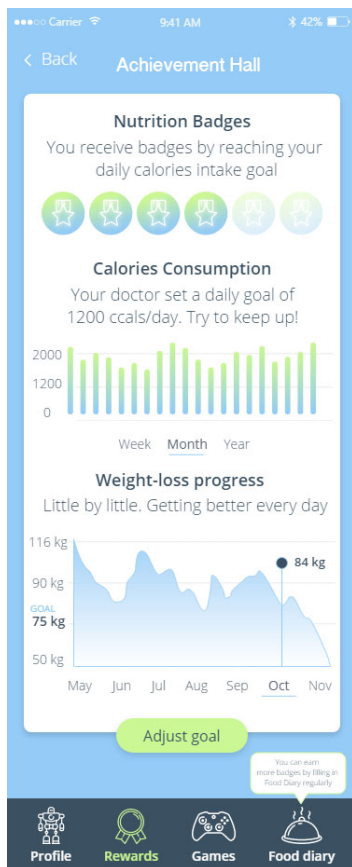 Carrier 9:41 AM 42%
< Back Achievement Hall
Nutrition Badges
You receive badges by reaching your
daily calories intake goal
Calories Consumption
Your doctor set a daily goal of
1200 ccals/day. Try to keep up!
2000
1200
0
Week Month Year
Weight-loss progress
Little by little. Getting better every day
116 kg
84 kg
90 kg
GOAL
75 kg
50 kg
May Jun Jul Aug Sep Oct Nov
Adjust goal
You can earn
more badges by filling in
Food Diary regularly
Profile Rewards Games Food diary